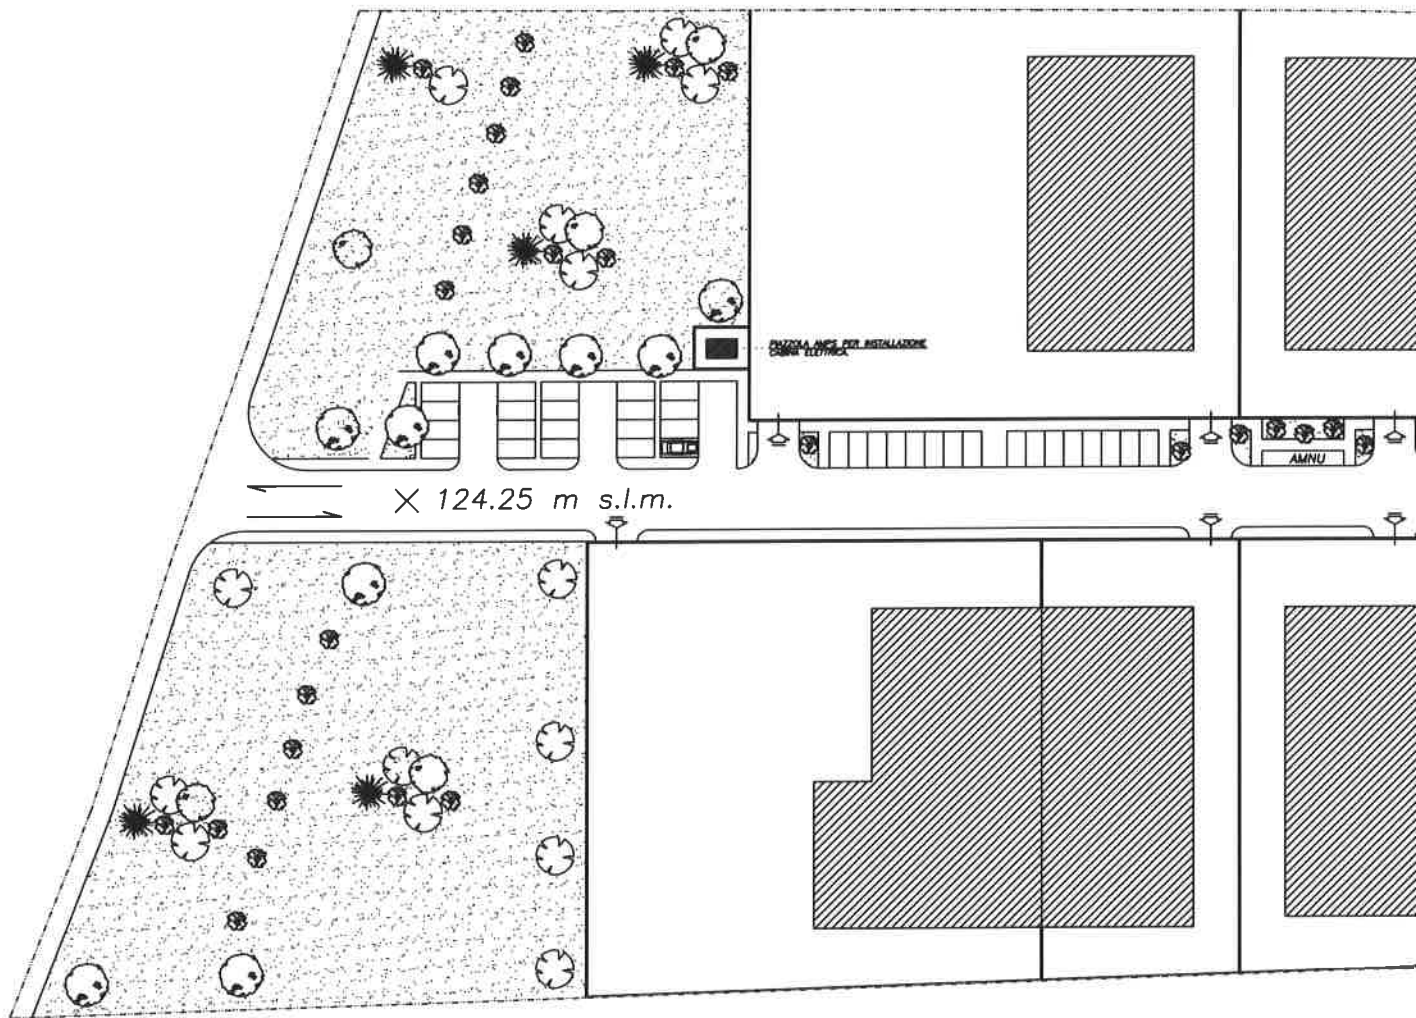 PIAZZOLA AMPS PER INSTALLAZIONE
CABINA ELETTRICA
AMNU
124.25 m s.l.m.